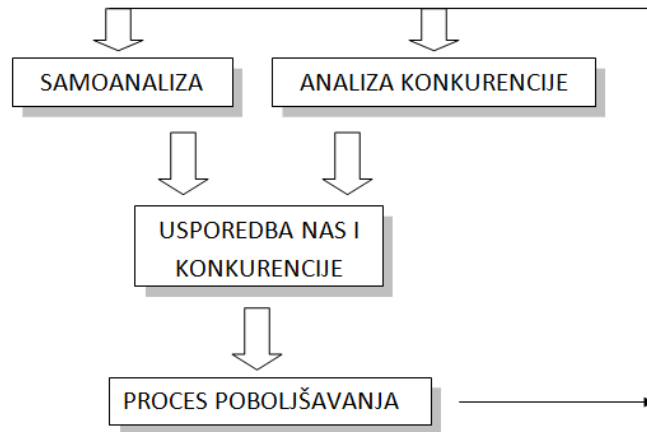 SAMOANALIZA
ANALIZA KONKURENCIJE
USPOREDBA NAS I
KONKURENCIJE
PROCES POBOLJŠAVANJA